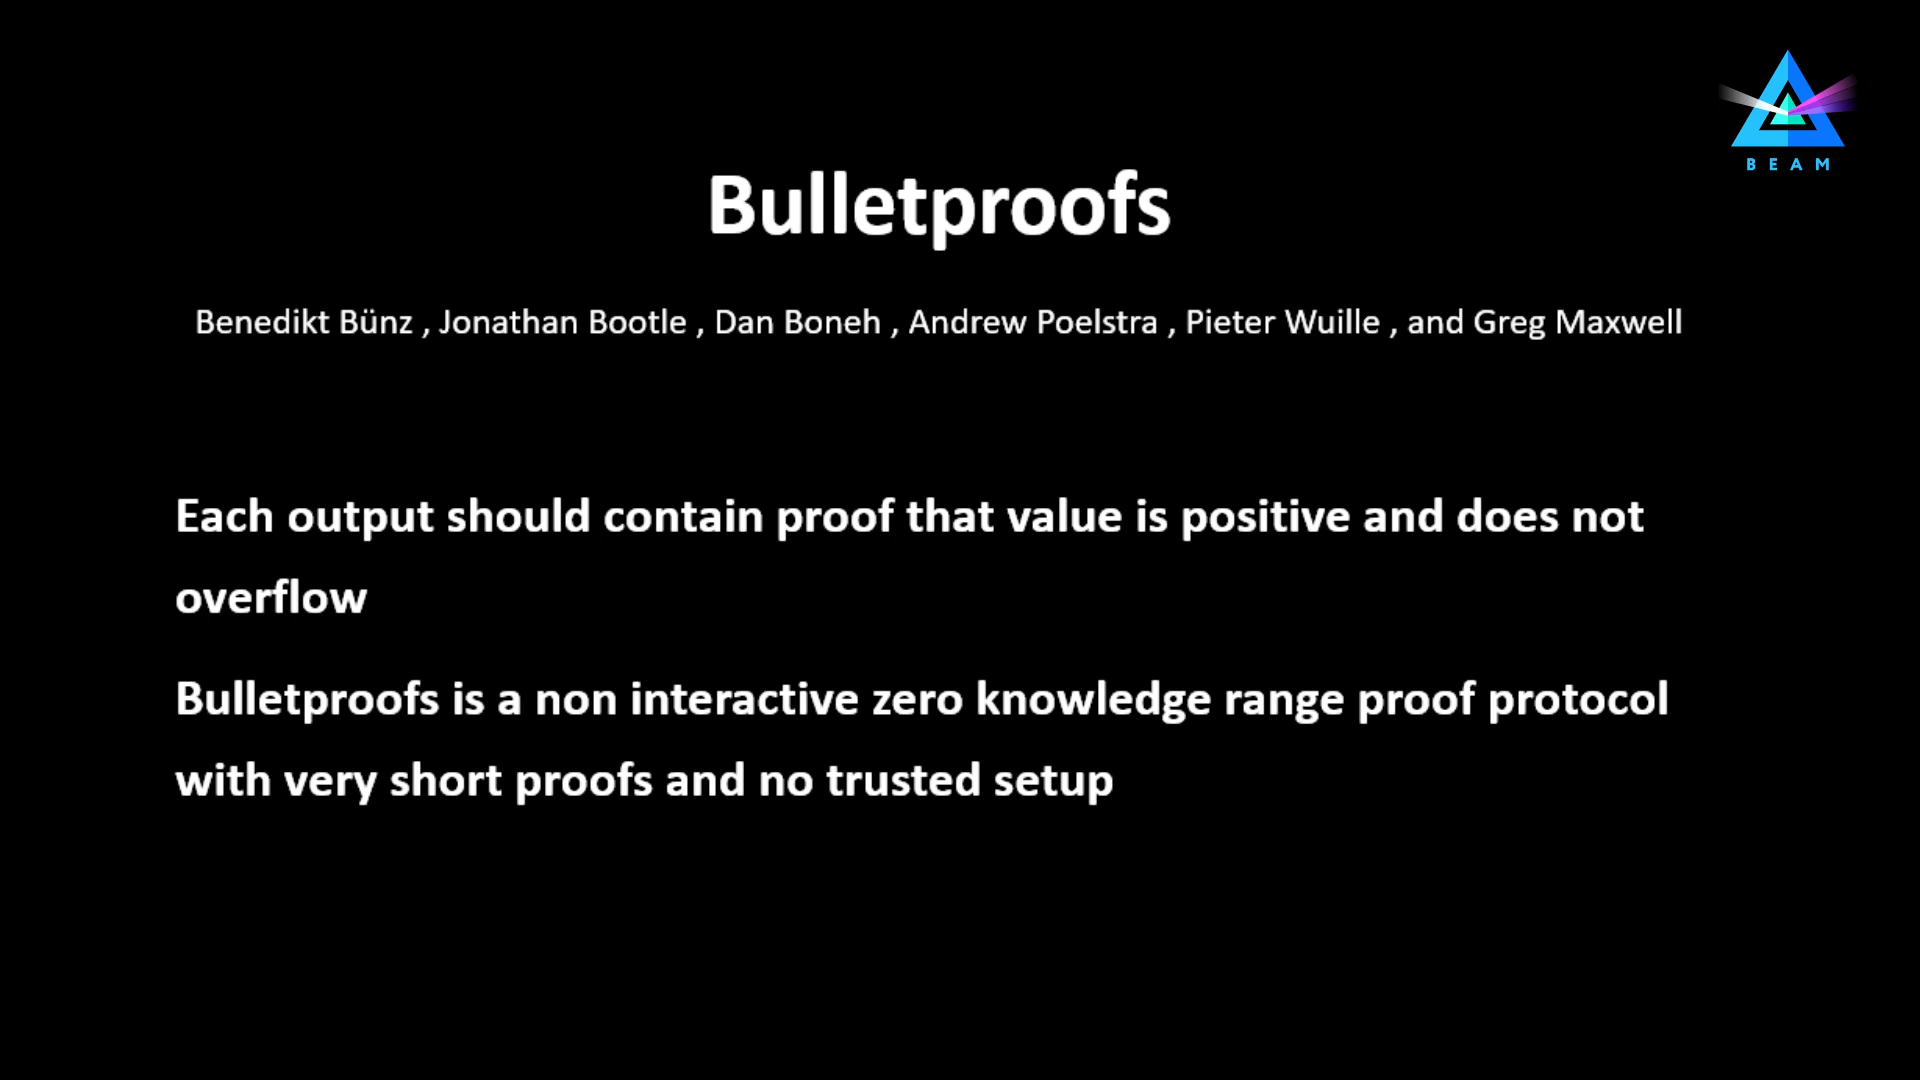 BEAM
Bulletproofs
Benedikt Bünz , Jonathan Bootle , Dan Boneh , Andrew Poelstra , Pieter Wuille , and Greg Maxwell
Each output should contain proof that value is positive and does not
overflow
Bulletproofs is a non interactive zero knowledge range proof protocol
with very short proofs and no trusted setup